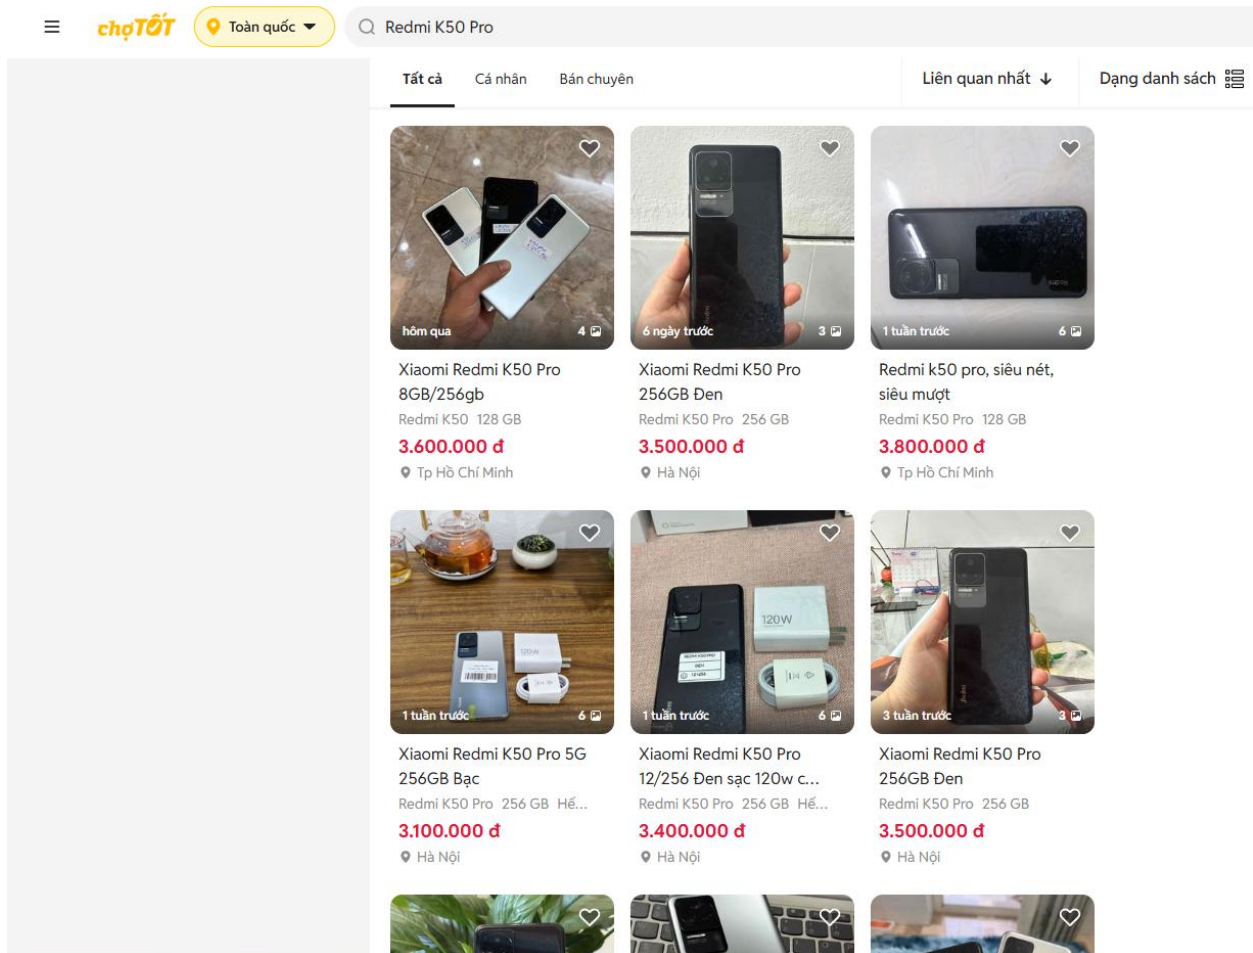 chợTỐT
Toàn quốc
Redmi K50 Pro
Tất cả
Cá nhân
Bán chuyên
Liên quan nhất
Dạng danh sách
hôm qua
4
6 ngày trước
3
1 tuần trước
6
Xiaomi Redmi K50 Pro
8GB/256gb
Redmi K50 128 GB
3.600.000 đ
Tp Hồ Chí Minh
Xiaomi Redmi K50 Pro
256GB Đen
Redmi K50 Pro 256 GB
3.500.000 đ
Hà Nội
Redmi k50 pro, siêu nét,
siêu mượt
Redmi K50 Pro 128 GB
3.800.000 đ
Tp Hồ Chí Minh
120W
1 tuần trước
6
120W
1 tuần trước
6
3 tuần trước
3
Xiaomi Redmi K50 Pro 5G
256GB Bạc
Redmi K50 Pro 256 GB Hế...
3.100.000 đ
Hà Nội
Xiaomi Redmi K50 Pro
12/256 Đen sạc 120w c...
Redmi K50 Pro 256 GB Hế...
3.400.000 đ
Hà Nội
Xiaomi Redmi K50 Pro
256GB Đen
Redmi K50 Pro 256 GB
3.500.000 đ
Hà Nội